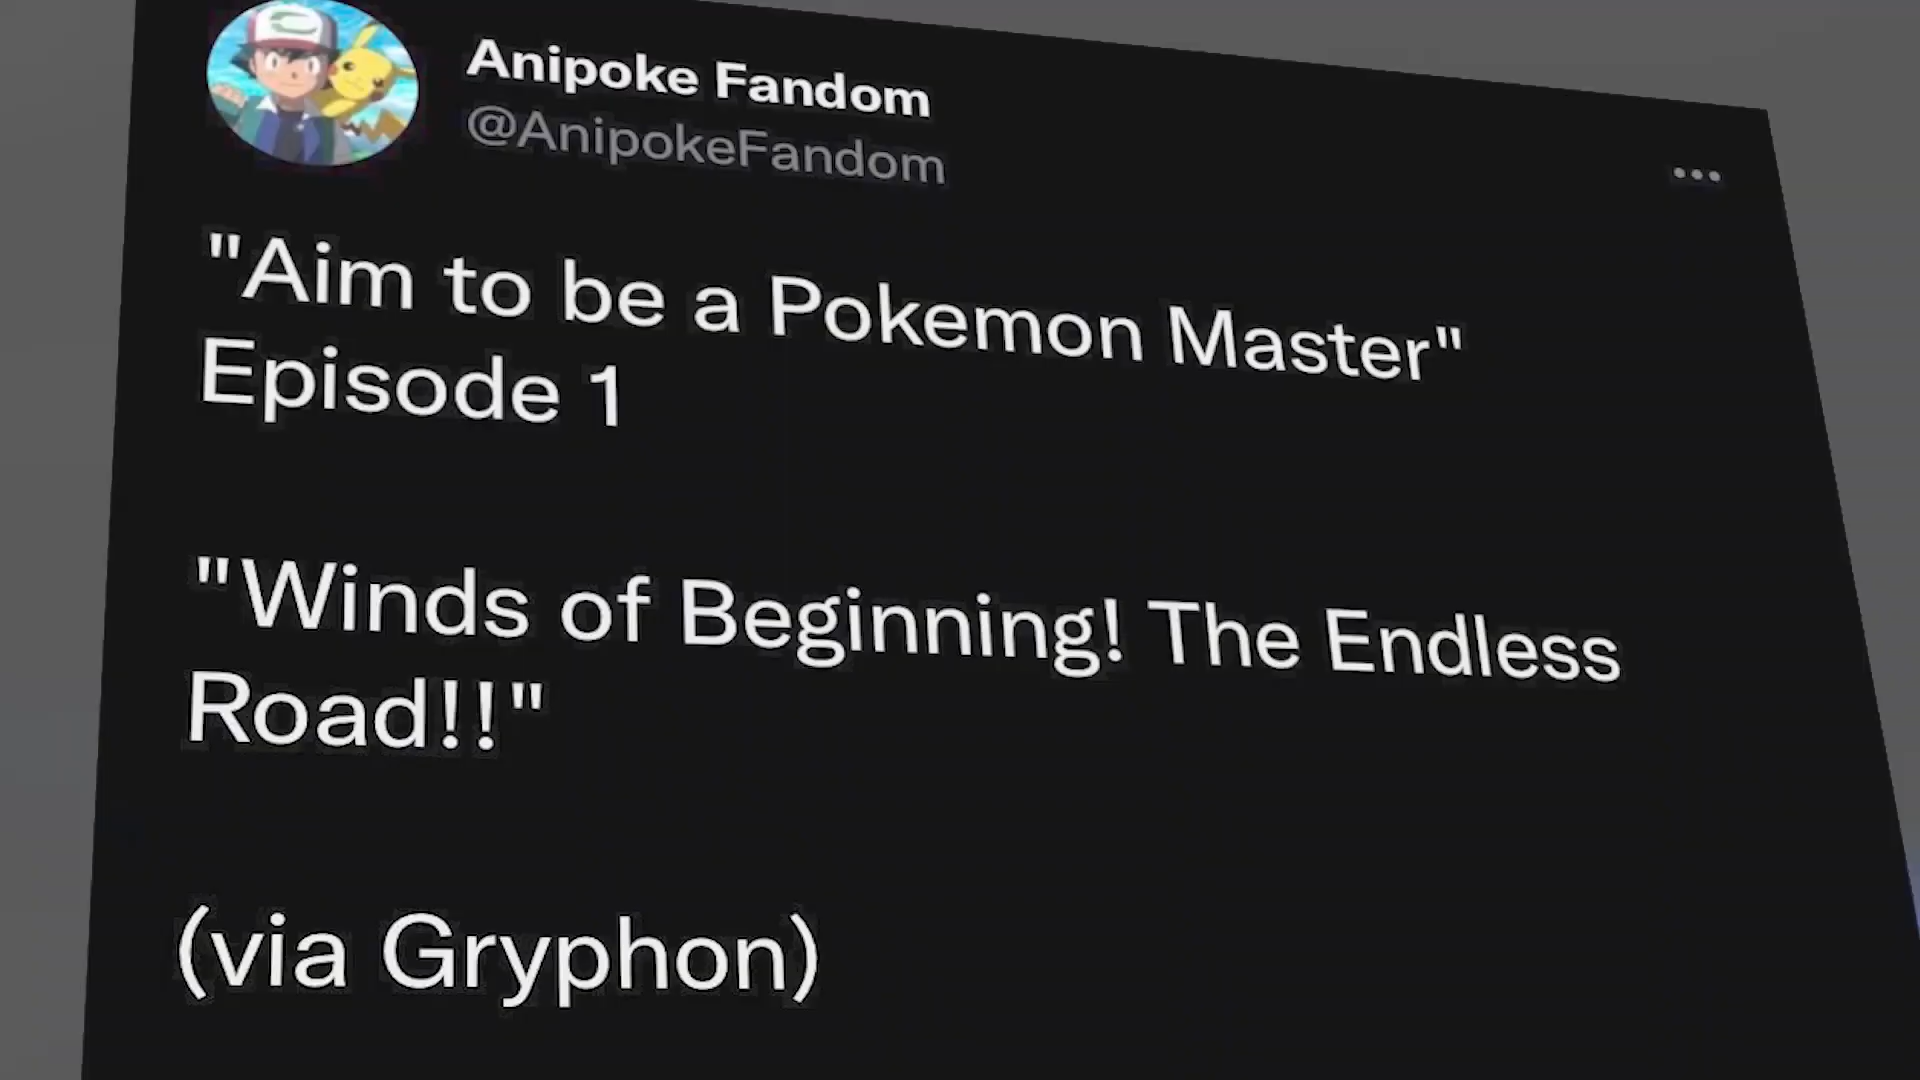 Anipoke Fandom
@AnipokeFandom
"Aim to be a Pokemon Master"
Episode 1
"Winds of Beginning! The Endless
Road!!"
(via Gryphon)